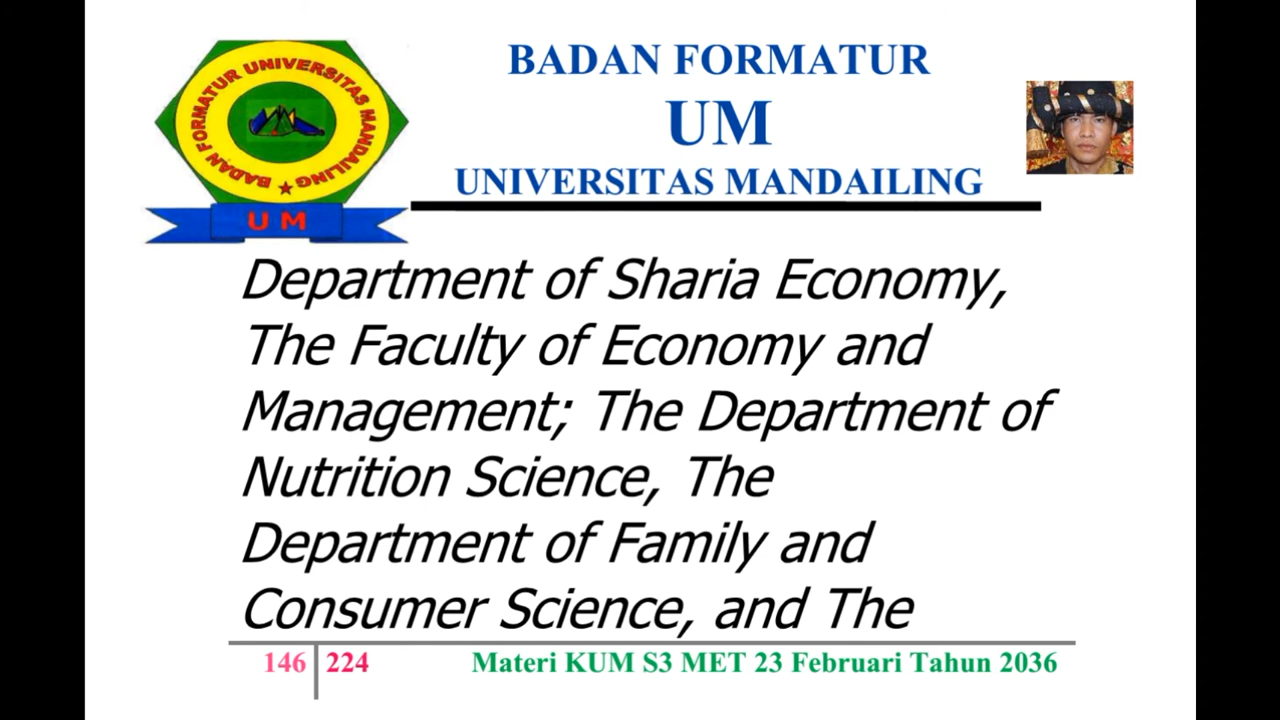 BADAN FORMATUR UNIVERSITAS MANDAILING
UM
BADAN FORMATUR
UM
UNIVERSITAS MANDAILING
Department of Sharia Economy,
The Faculty of Economy and
Management; The Department of
Nutrition Science, The
Department of Family and
Consumer Science, and The
146 224 Materi KUM S3 MET 23 Februari Tahun 2036